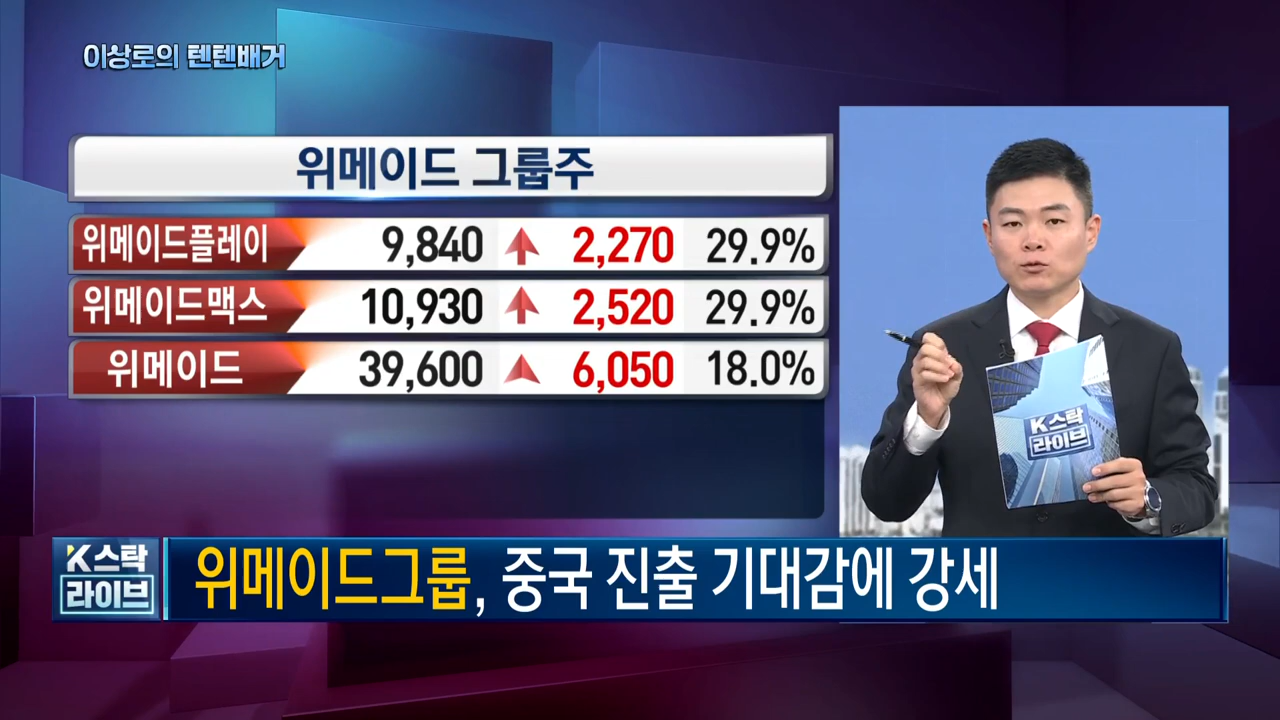 이상로의 텐텐배거
위메이드 그룹주
위메이드플레이 9,840 2,270 29.9%
위메이드맥스 10,930 2,520 29.9%
위메이드 39,600 6,050 18.0%
K스탁
라이브
K스탁
라이브
위메이드그룹, 중국 진출 기대감에 강세